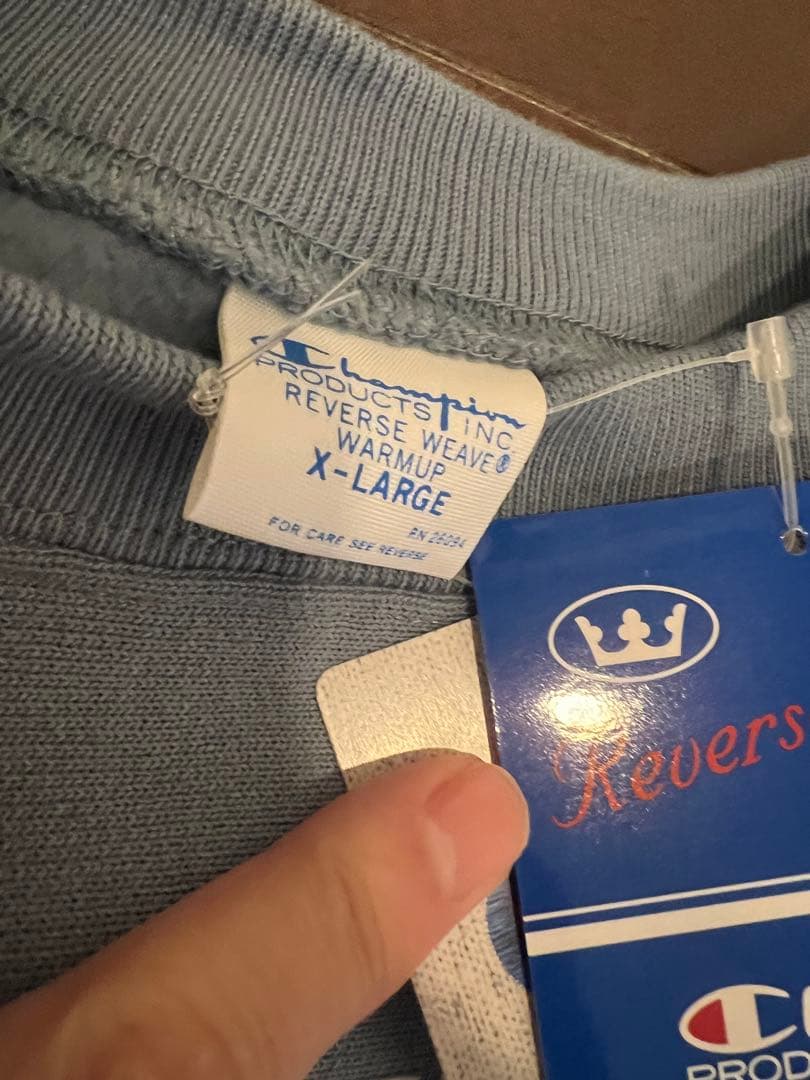 Champion
PRODUCTS INC
REVERSE WEAVE®
WARMUP
X-LARGE
FOR CARE SEE REVERSE
RN 26094
Revers
C
PROD